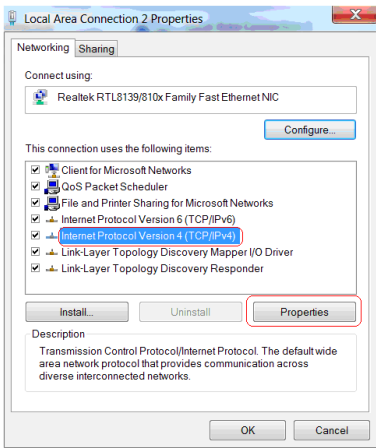 Local Area Connection 2 Properties
Networking Sharing
Connect using:
Realtek RTL8139/810x Family Fast Ethernet NIC
Configure...
This connection uses the following items:
Client for Microsoft Networks
QoS Packet Scheduler
File and Printer Sharing for Microsoft Networks
Internet Protocol Version 6 (TCP/IPv6)
Internet Protocol Version 4 (TCP/IPv4)
Link-Layer Topology Discovery Mapper I/O Driver
Link-Layer Topology Discovery Responder
Install... Uninstall Properties
Description
Transmission Control Protocol/Internet Protocol. The default wide
area network protocol that provides communication across
diverse interconnected networks.
OK Cancel